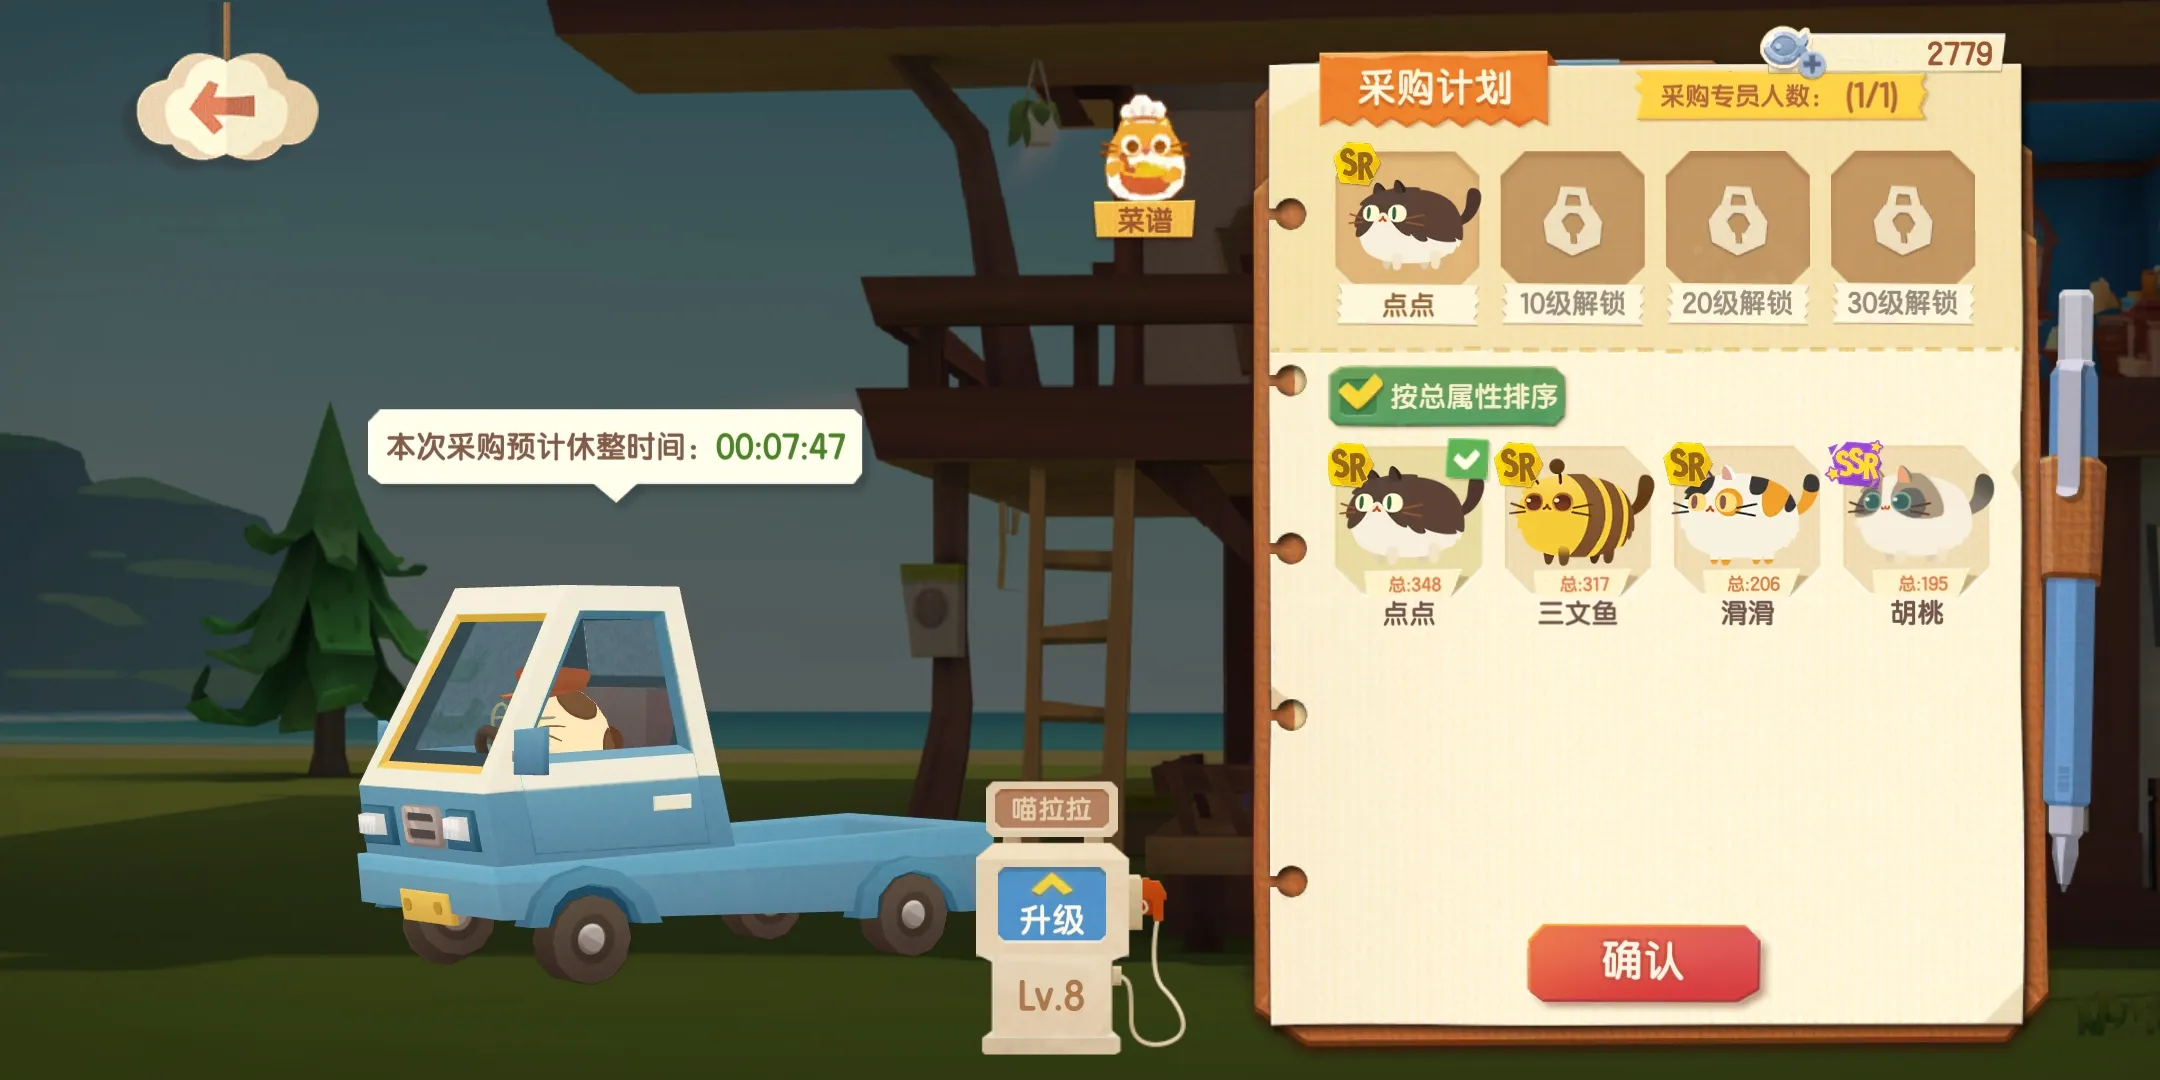 2779
采购计划
采购专员人数： (1/1)
SR
点点
10级解锁
20级解锁
30级解锁
菜谱
按总属性排序
本次采购预计休整时间：00:07:47
SR
SR
SR
SSR
总:348
总:317
总:206
总:195
点点
三文鱼
滑滑
胡桃
喵拉拉
升级
Lv.8
确认